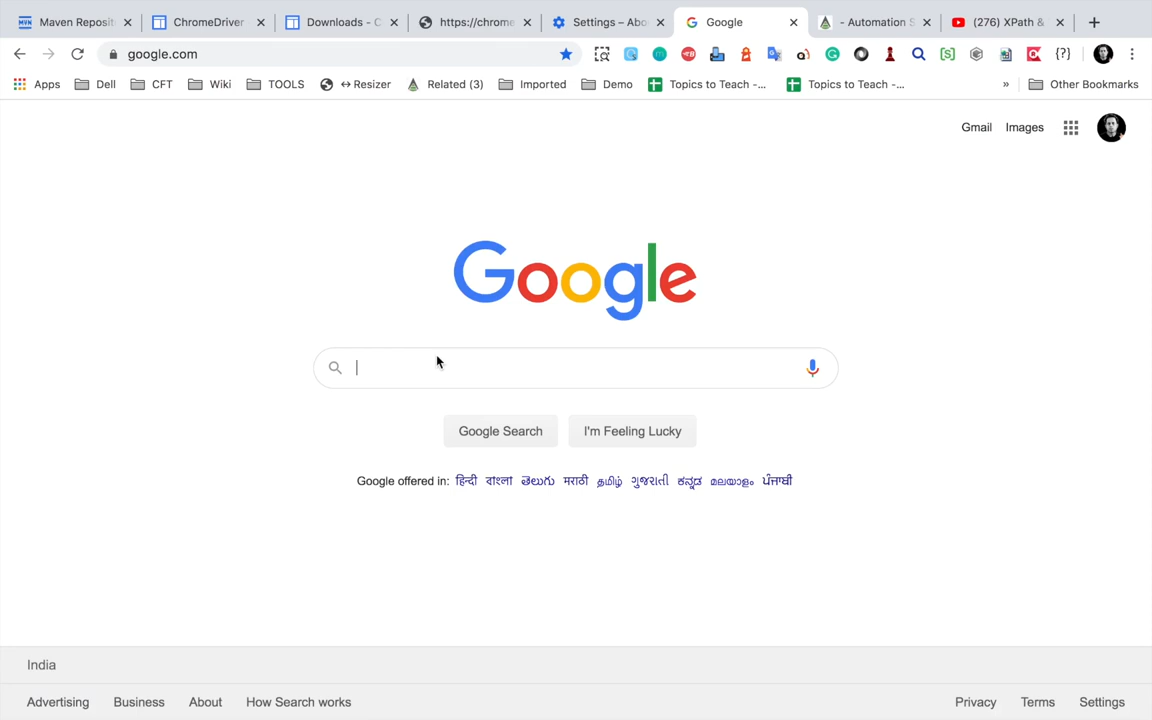 Maven Reposit ChromeDriver Downloads - C https://chrome. Settings – Abo Google - Automation S (276) XPath &
google.com
Apps Dell CFT Wiki TOOLS ↔ Resizer Related (3) Imported Demo Topics to Teach -... Topics to Teach -... » Other Bookmarks
Gmail Images
Google
Google Search I'm Feeling Lucky
Google offered in: हिन्दी বাংলা తెలుగు मराठी தமிழ் ગુજરાતી ಕನ್ನಡ മലയാളം ਪੰਜਾਬੀ
India
Advertising Business About How Search works Privacy Terms Settings